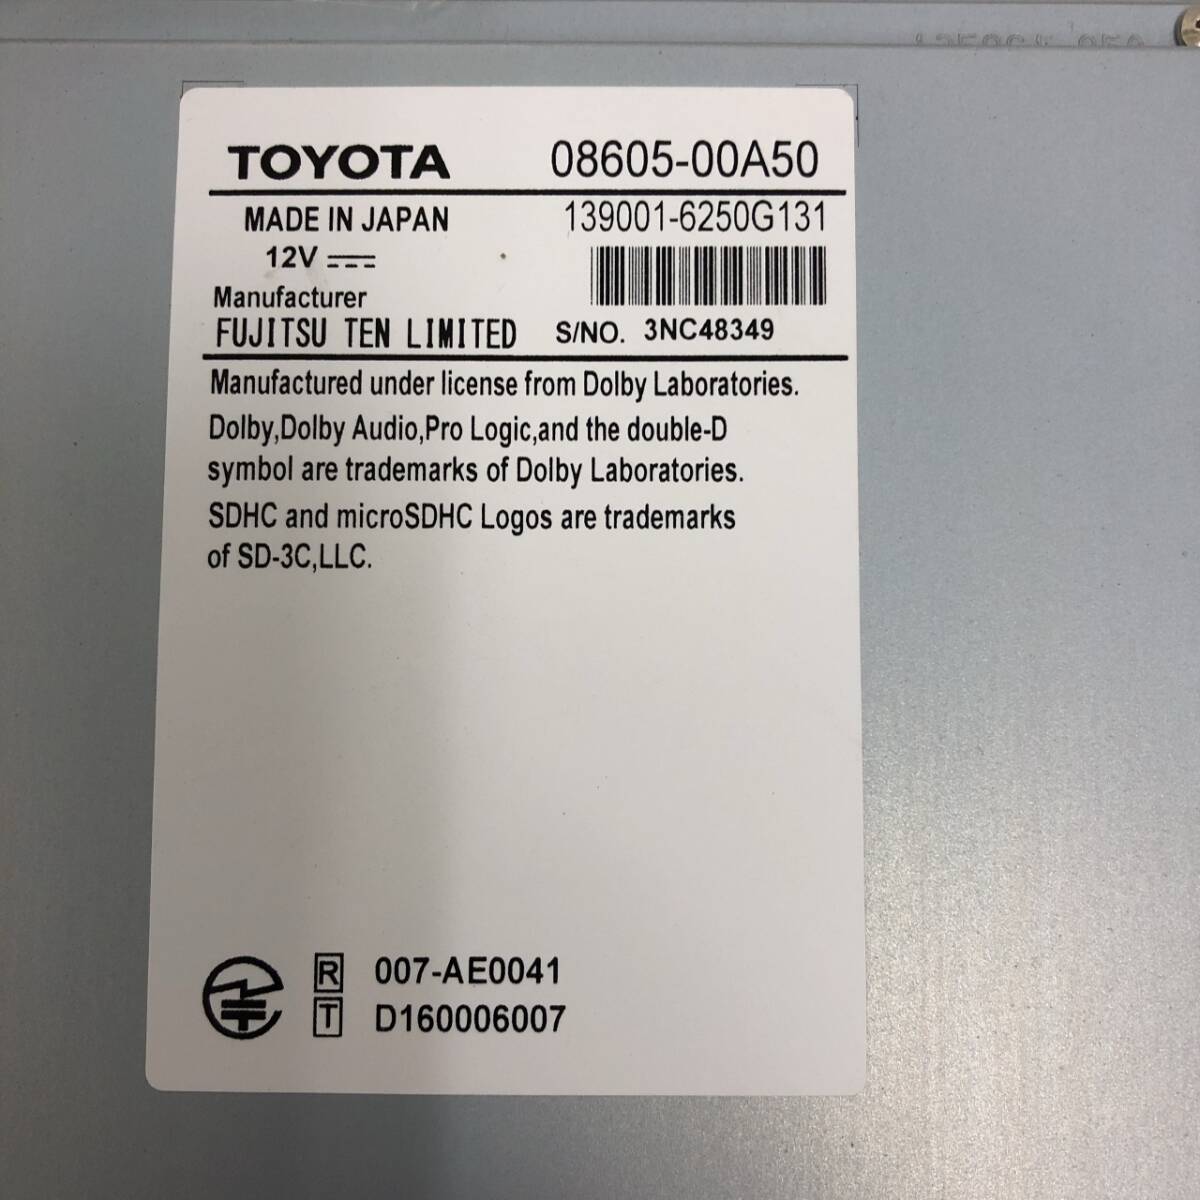 TOYOTA 08605-00A50
MADE IN JAPAN 139001-6250G131
12V
Manufacturer
FUJITSU TEN LIMITED S/NO. 3NC48349
Manufactured under license from Dolby Laboratories.
Dolby,Dolby Audio,Pro Logic,and the double-D
symbol are trademarks of Dolby Laboratories.
SDHC and microSDHC Logos are trademarks
of SD-3C,LLC.
R 007-AE0041
T D160006007